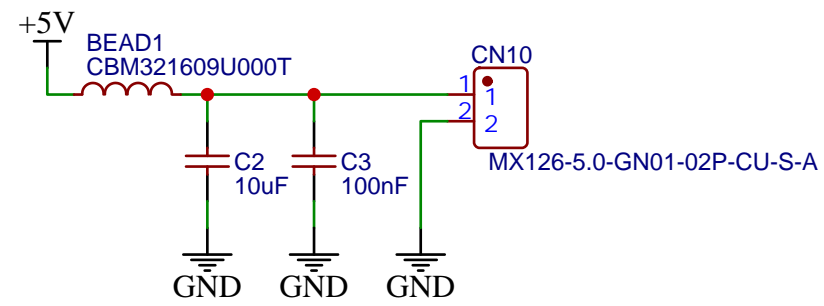 +5V
BEAD1
CBM321609U000T
CN10
1
1
2
2
MX126-5.0-GN01-02P-CU-S-A
C2
10uF
C3
100nF
GND
GND
GND